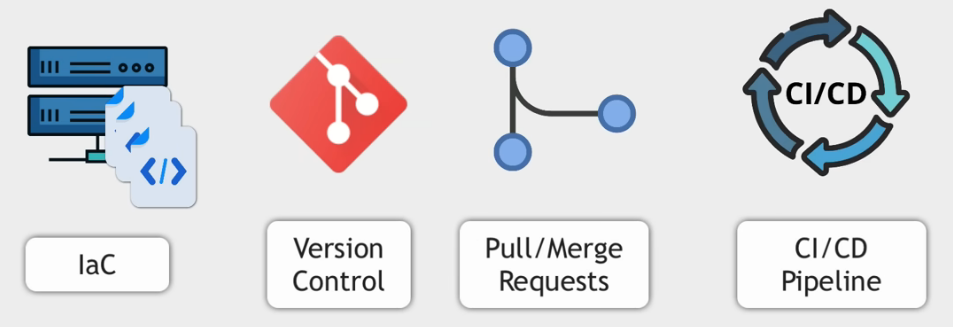 CI/CD
</>
IaC
Version
Control
Pull/Merge
Requests
CI/CD
Pipeline